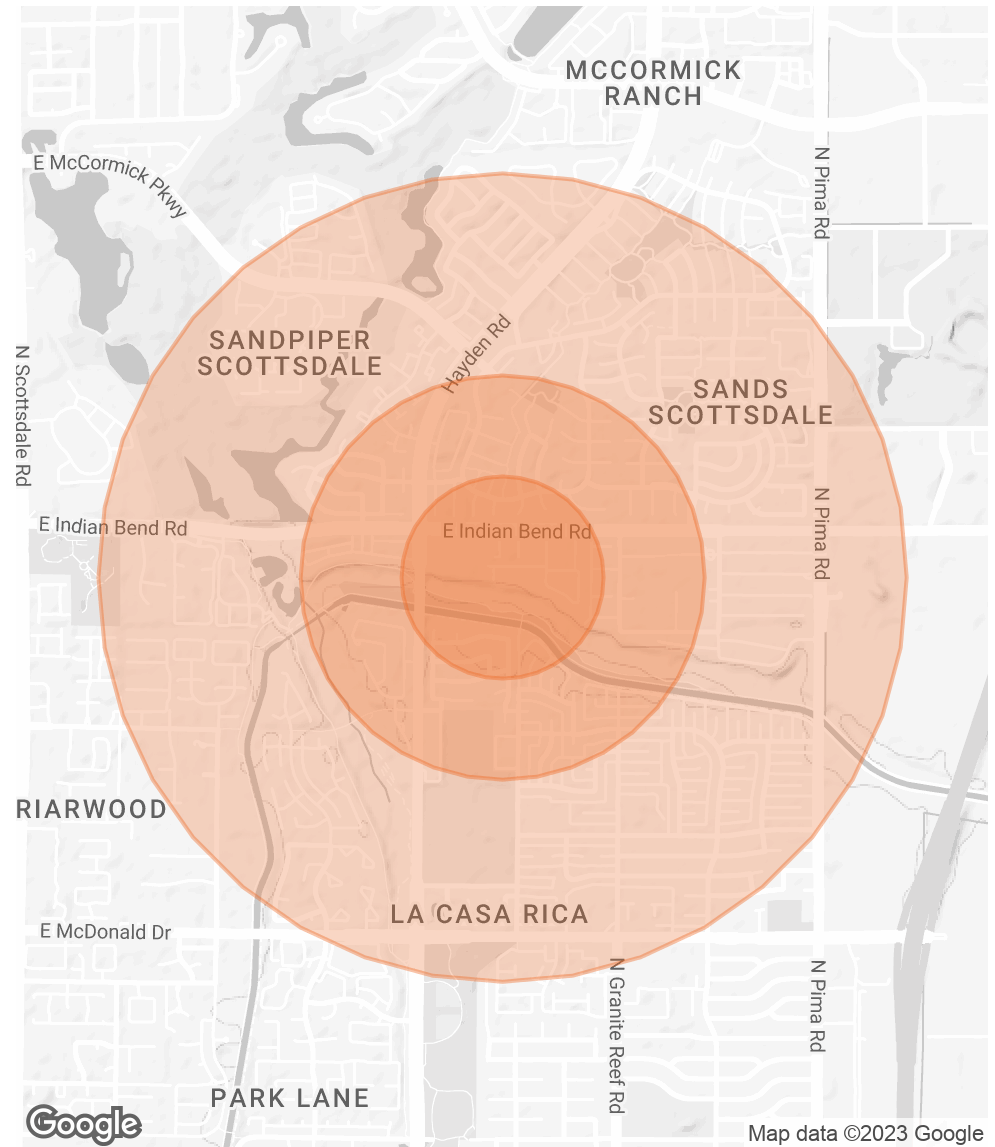 MCCORMICK
RANCH
E McCormick Pkwy
N Pima Rd
SANDPIPER
SCOTTSDALE
Hayden Rd
N Scottsdale Rd
SANDS
SCOTTSDALE
E Indian Bend Rd
E Indian Bend Rd
N Pima Rd
RIARWOOD
LA CASA RICA
E McDonald Dr
N Granite Reef Rd
N Pima Rd
PARK LANE
Google
Map data ©2023 Google